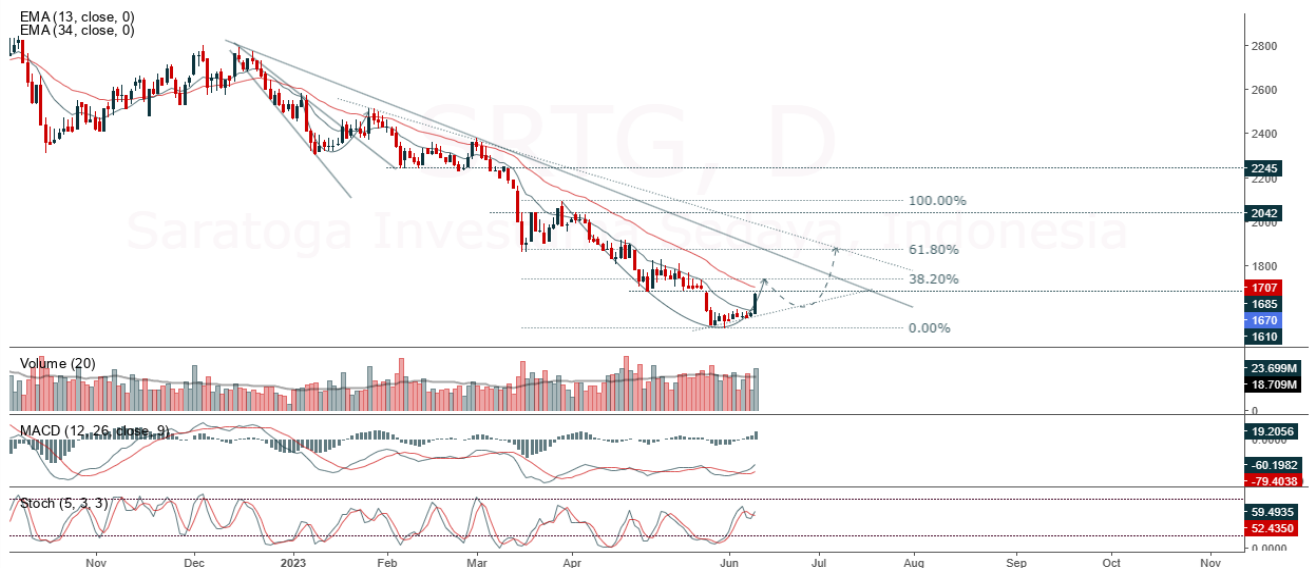 EMA (13, close, 0)
EMA (34, close, 0)
SRTG, D
Saratoga Investama Sedaya, Indonesia
2800
2600
2400
2245
2200
100.00%
2042
2000
61.80%
1800
38.20%
1707
1685
1670
0.00%
1610
Volume (20)
23.699M
18.709M
0
MACD (12, 26, close, 9)
19.2056
0.0000
-60.1982
-79.4038
Stoch (5, 3, 3)
59.4935
52.4350
0.0000
Nov Dec 2023 Feb Mar Apr Jun Jul Aug Sep Oct Nov